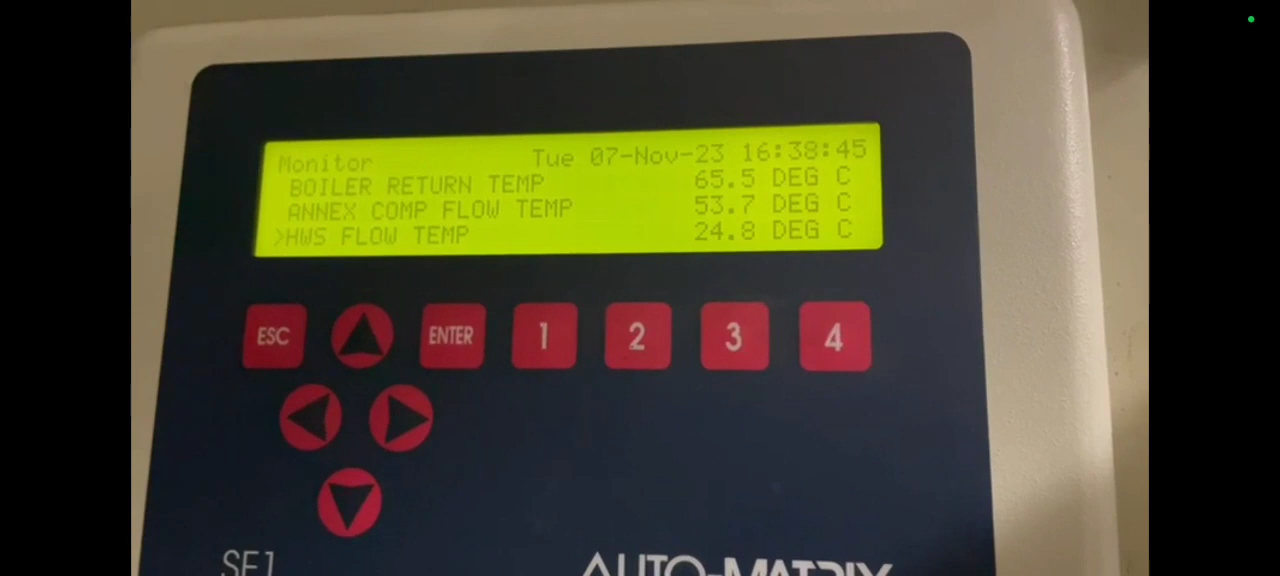 Monitor Tue 07-Nov-23 16:38:45
BOILER RETURN TEMP 65.5 DEG C
ANNEX COMP FLOW TEMP 53.7 DEG C
>HWS FLOW TEMP 24.8 DEG C
ESC ENTER 1 2 3 4
SF1 AUTO-MATRIX